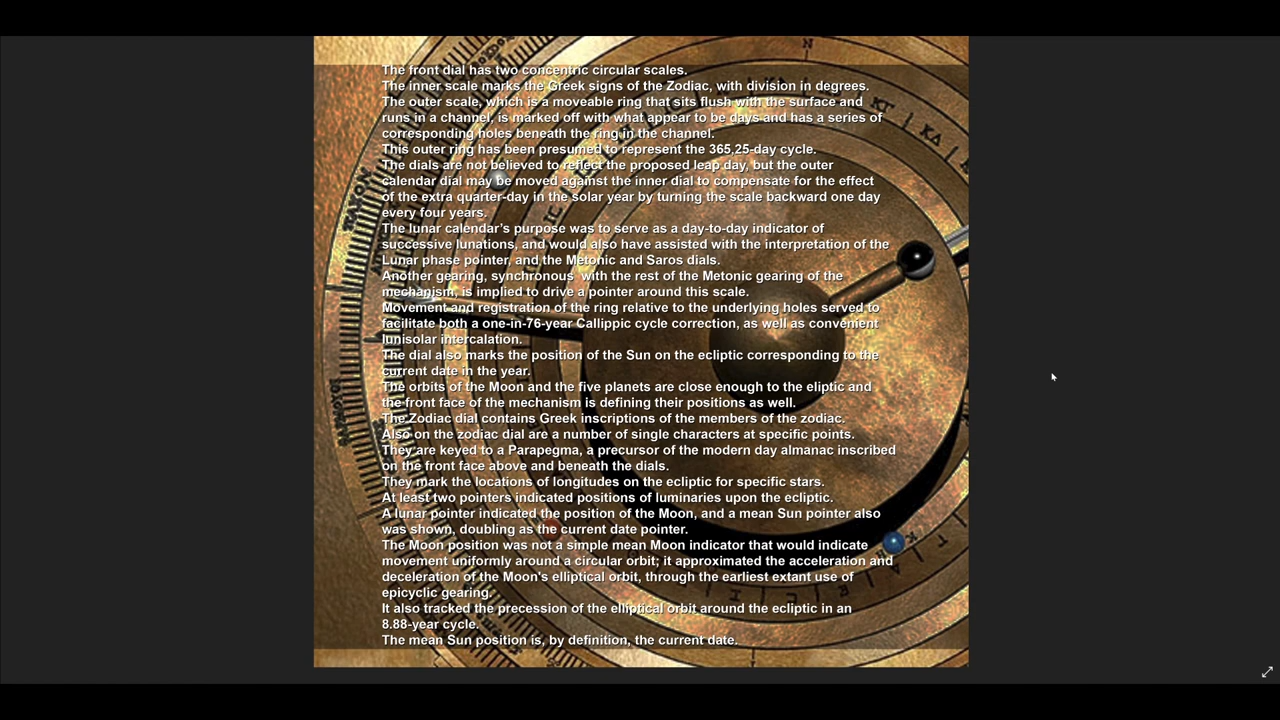 The front dial has two concentric circular scales.
The inner scale marks the Greek signs of the Zodiac, with division in degrees.
The outer scale, which is a moveable ring that sits flush with the surface and
runs in a channel, is marked off with what appear to be days and has a series of
corresponding holes beneath the ring in the channel.
This outer ring has been presumed to represent the 365,25-day cycle.
The dials are not believed to reflect the proposed leap day, but the outer
calendar dial may be moved against the inner dial to compensate for the effect
of the extra quarter-day in the solar year by turning the scale backward one day
every four years.
The lunar calendar's purpose was to serve as a day-to-day indicator of
successive lunations, and would also have assisted with the interpretation of the
Lunar phase pointer, and the Metonic and Saros dials.
Another gearing, synchronous with the rest of the Metonic gearing of the
mechanism, is implied to drive a pointer around this scale.
Movement and registration of the ring relative to the underlying holes served to
facilitate both a one-in-76-year Callippic cycle correction, as well as convement
lunisolar intercalation.
The dial also marks the position of the Sun on the ecliptic corresponding to the
current date in the year.
The orbits of the Moon and the five planets are close enough to the eliptic and
the front face of the mechanism is defining their positions as well.
The Zodiac dial contains Greek inscriptions of the members of the zodiac.
Also on the zodiac dial are a number of single characters at specific points.
They are keyed to a Parapegma, a precursor of the modern day almanac inscribed
on the front face above and beneath the dials.
They mark the locations of longitudes on the ecliptic for specific stars.
At least two pointers indicated positions of luminaries upon the ecliptic.
A lunar pointer indicated the position of the Moon, and a mean Sun pointer also
was shown, doubling as the current date pointer.
The Moon position was not a simple mean Moon indicator that would indicate
movement uniformly around a circular orbit; it approximated the acceleration and
deceleration of the Moon's elliptical orbit, through the earliest extant use of
epicyclic gearing.
It also tracked the precession of the elliptical orbit around the ecliptic in an
8.88-year cycle.
The mean Sun position is, by definition, the current date.